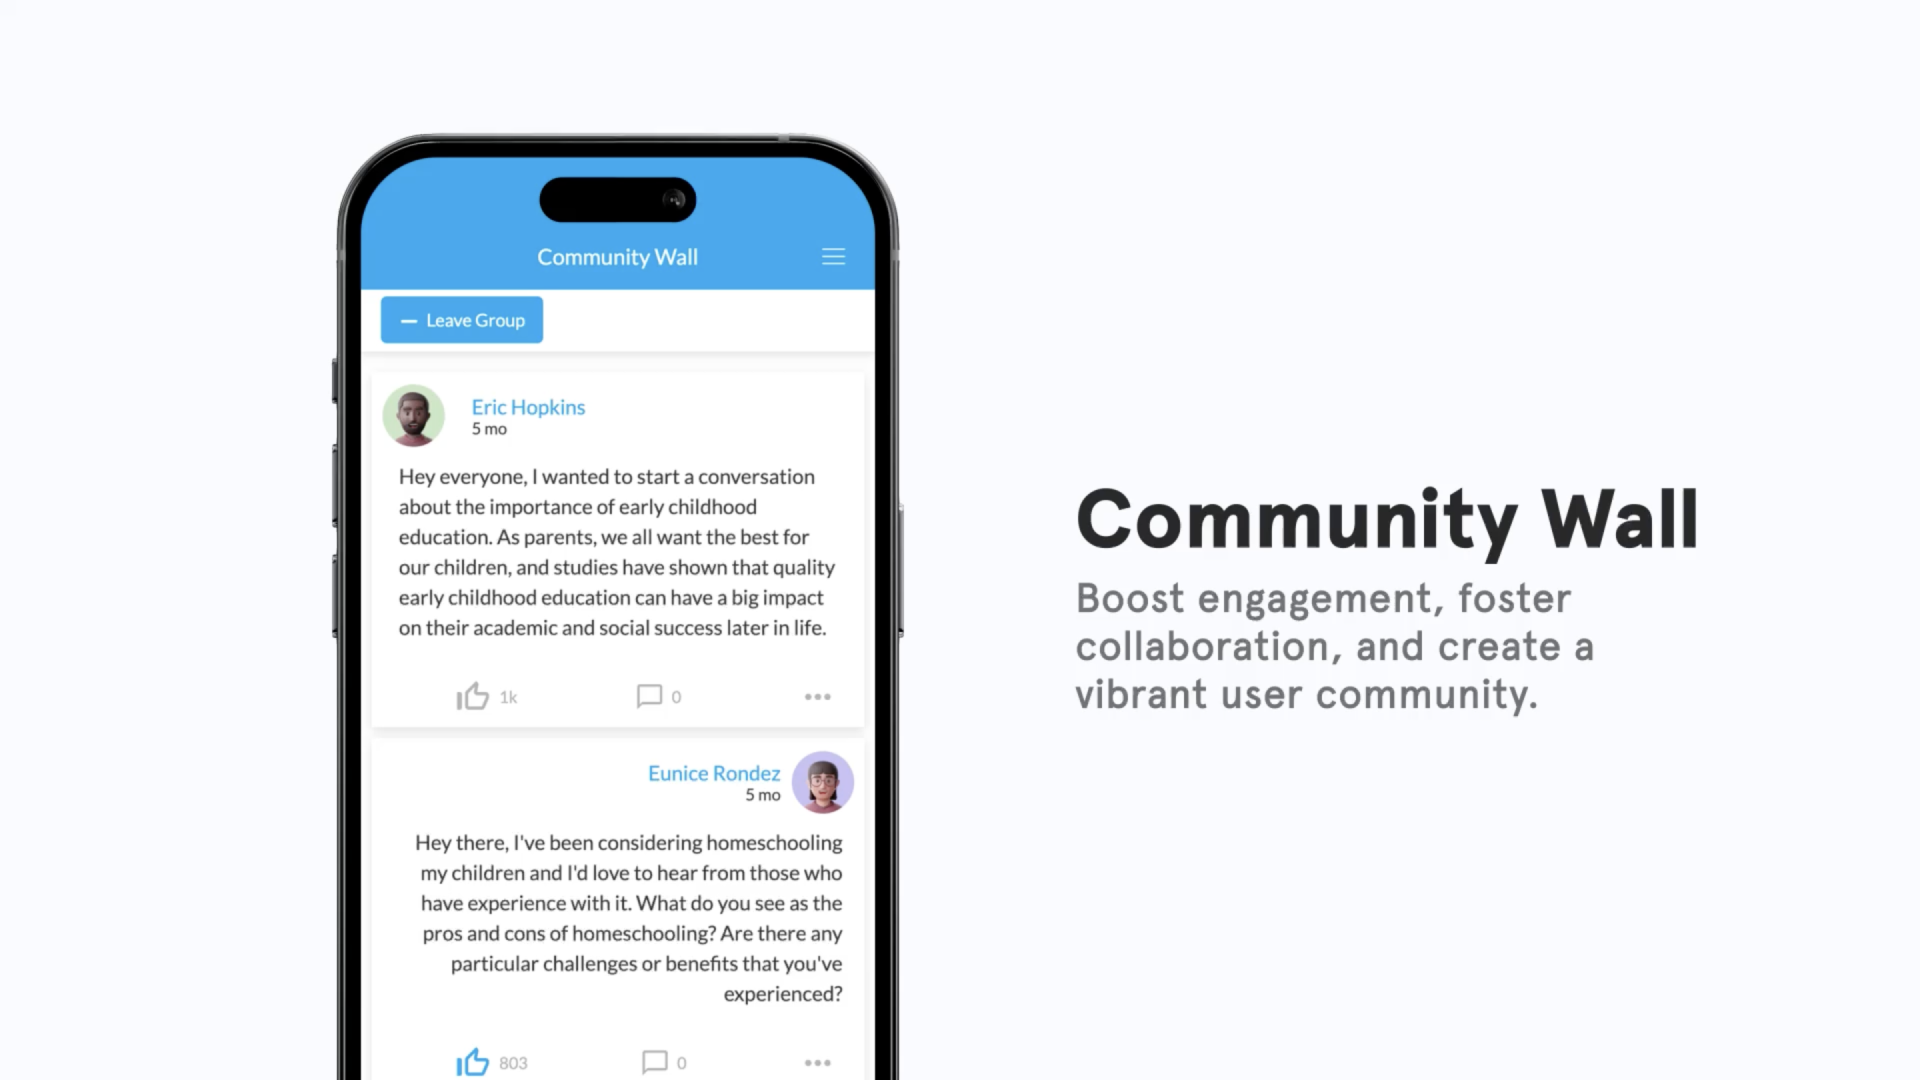 Community Wall
Leave Group
Eric Hopkins
5 mo
Hey everyone, I wanted to start a conversation
about the importance of early childhood
education. As parents, we all want the best for
our children, and studies have shown that quality
early childhood education can have a big impact
on their academic and social success later in life.
1k
0
Eunice Rondez
5 mo
Hey there, I've been considering homeschooling
my children and I'd love to hear from those who
have experience with it. What do you see as the
pros and cons of homeschooling? Are there any
particular challenges or benefits that you've
experienced?
803
0
Community Wall
Boost engagement, foster
collaboration, and create a
vibrant user community.